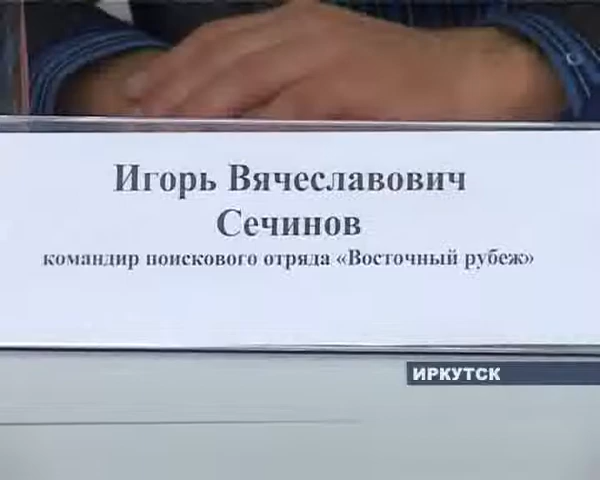 Игорь Вячеславович
Сечинов
командир поискового отряда «Восточный рубеж»
ИРКУТСК